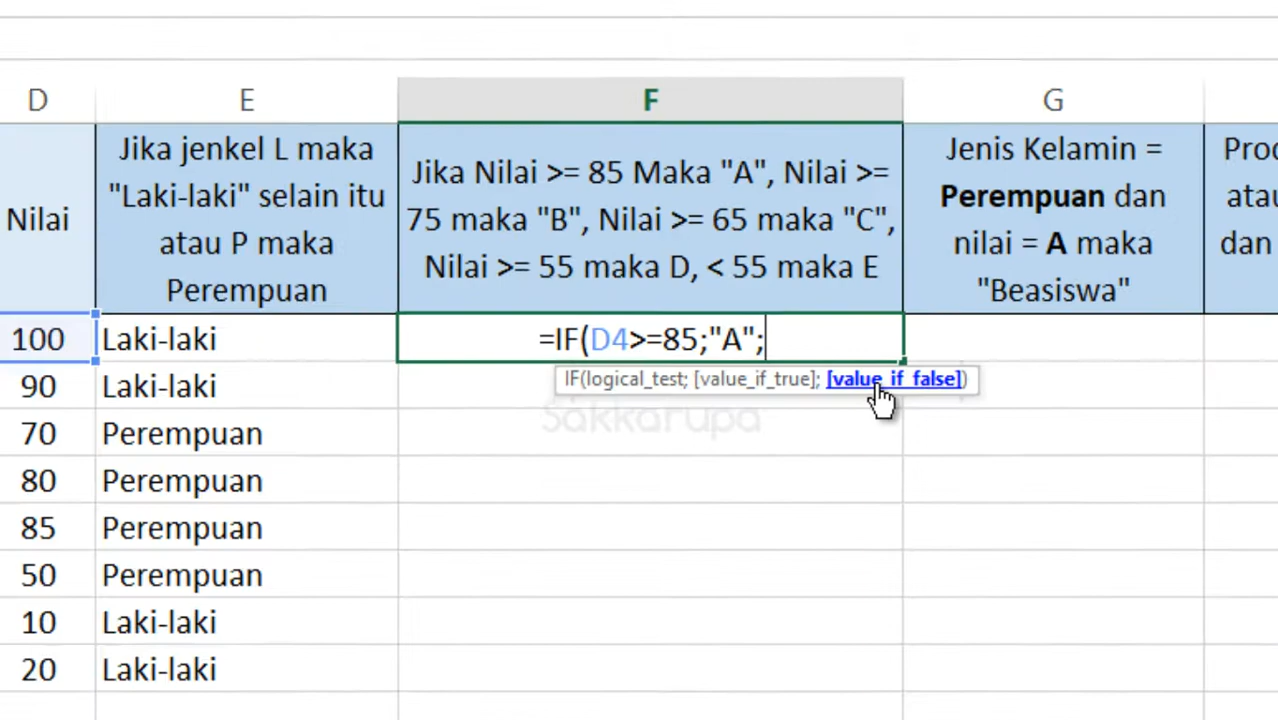 D E F G
Jika jenkel L maka
"Laki-laki" selain itu
atau P maka
Perempuan
Jika Nilai >= 85 Maka "A", Nilai >=
75 maka "B", Nilai >= 65 maka "C",
Nilai >= 55 maka D, < 55 maka E
Jenis Kelamin =
Perempuan dan
nilai = A maka
"Beasiswa"
Nilai
dan
100 Laki-laki =IF(D4>=85;"A";
IF(logical_test; [value_if_true]; [value_if_false])
90 Laki-laki
Sakkarupa
70 Perempuan
80 Perempuan
85 Perempuan
50 Perempuan
10 Laki-laki
20 Laki-laki